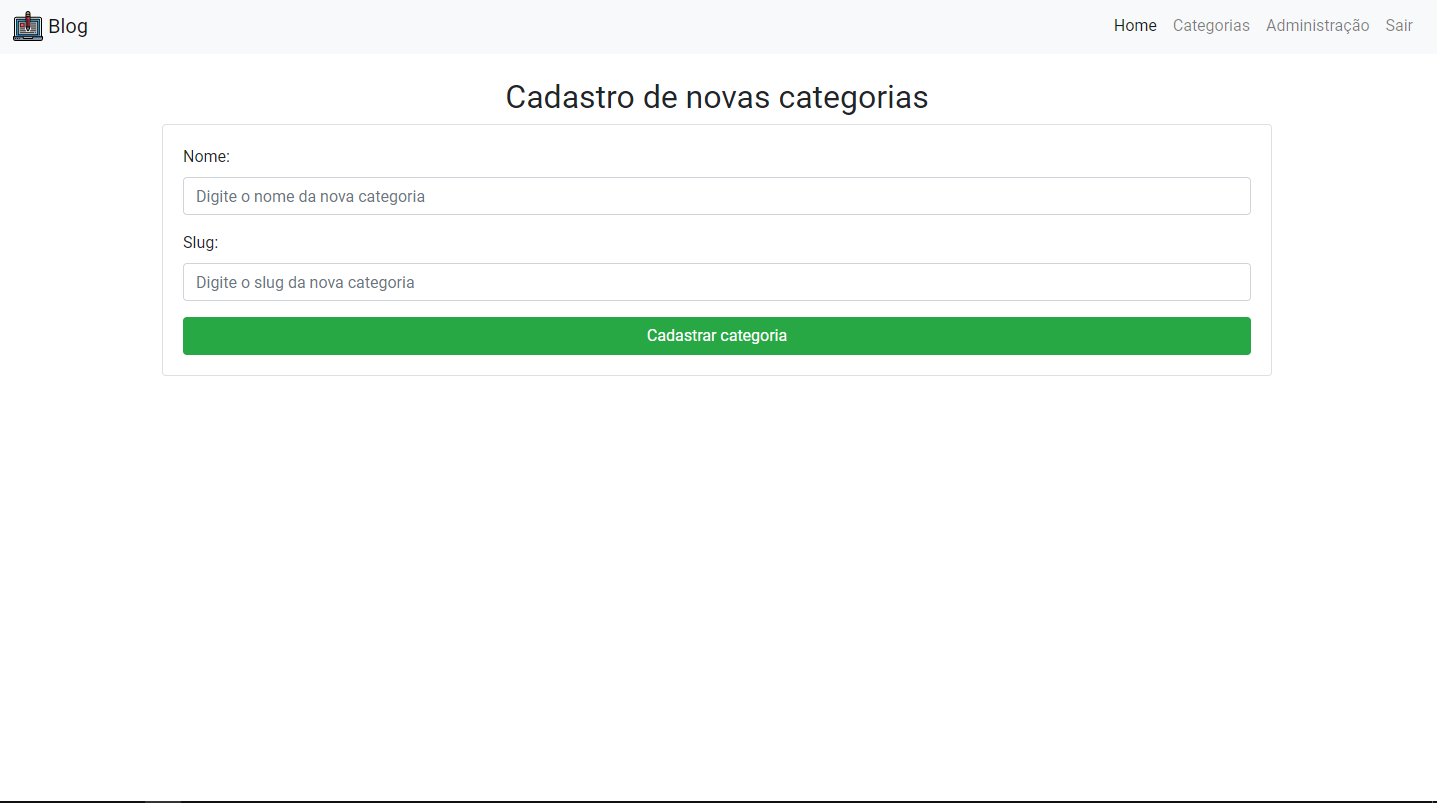 Blog
Home Categorias Administração Sair
Cadastro de novas categorias
Nome:
Digite o nome da nova categoria
Slug:
Digite o slug da nova categoria
Cadastrar categoria